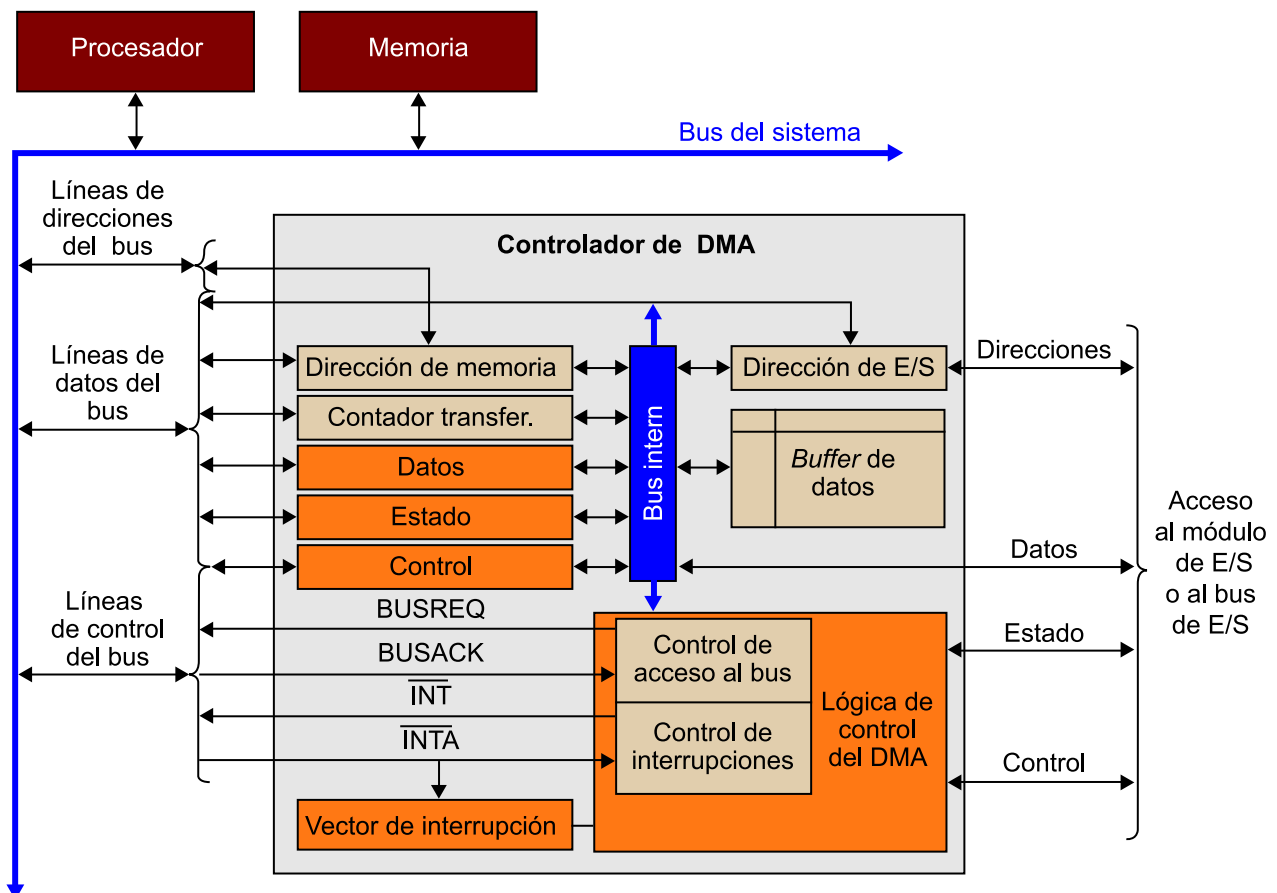 Procesador
Memoria
Bus del sistema
Líneas de
direcciones
del bus
Controlador de DMA
Líneas de
datos del
bus
Dirección de memoria
Contador transfer.
Datos
Estado
Control
Bus intern
Dirección de E/S
Buffer de
datos
Direcciones
Datos
Estado
Control
Acceso
al módulo
de E/S
o al bus
de E/S
Líneas
de control
del bus
BUSREQ
BUSACK
INT
INTA
Control de
acceso al bus
Control de
interrupciones
Lógica de
control
del DMA
Vector de interrupción